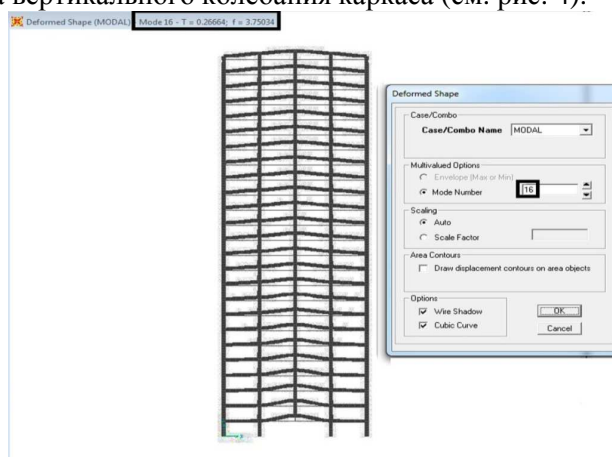 а вертикального колебания каркаса (см. рис. 4).
Deformed Shape (MODAL) Mode 16 - T = 0.26664; f = 3.75034
Deformed Shape
Case/Combo
Case/Combo Name MODAL
Multivalued Options
Envelope (Max or Min)
Mode Number 16
Scaling
Auto
Scale Factor
Area Contours
Draw displacement contours on area objects
Options
Wire Shadow
Cubic Curve
OK
Cancel